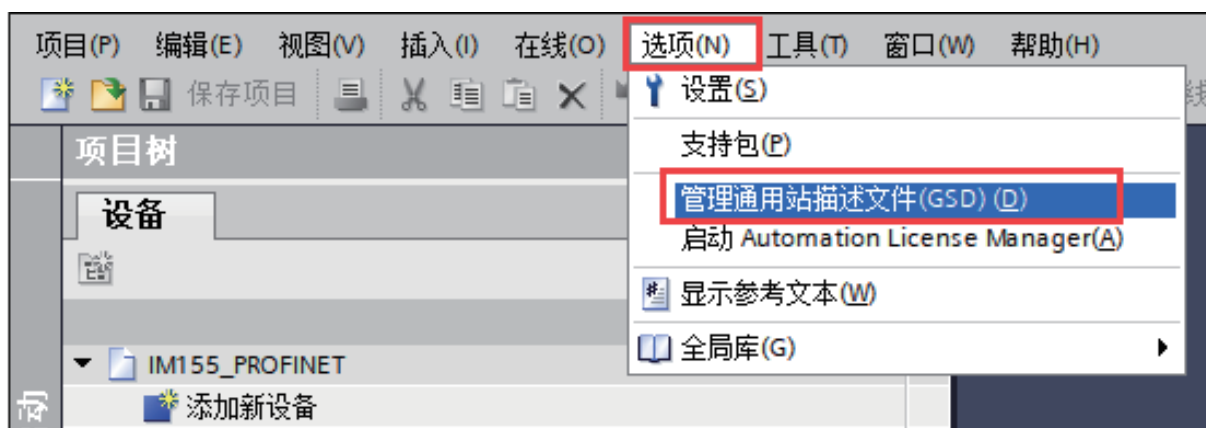 项目(P) 编辑(E) 视图(V) 插入(I) 在线(O) 选项(N) 工具(T) 窗口(W) 帮助(H)
保存项目
设置(S)
项目树
支持包(P)
管理通用站描述文件(GSD) (D)
设备
启动 Automation License Manager(A)
显示参考文本(W)
全局库(G)
IM155_PROFINET
添加新设备